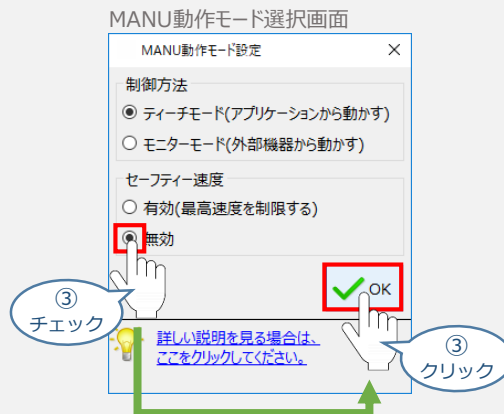 MANU動作モード選択画面
MANU動作モード設定
制御方法
ティーチモード(アプリケーションから動かす)
モニターモード(外部機器から動かす)
セーフティー速度
有効(最高速度を制限する)
無効
OK
③
チェック
詳しい説明を見る場合は、
ここをクリックしてください。
③
クリック